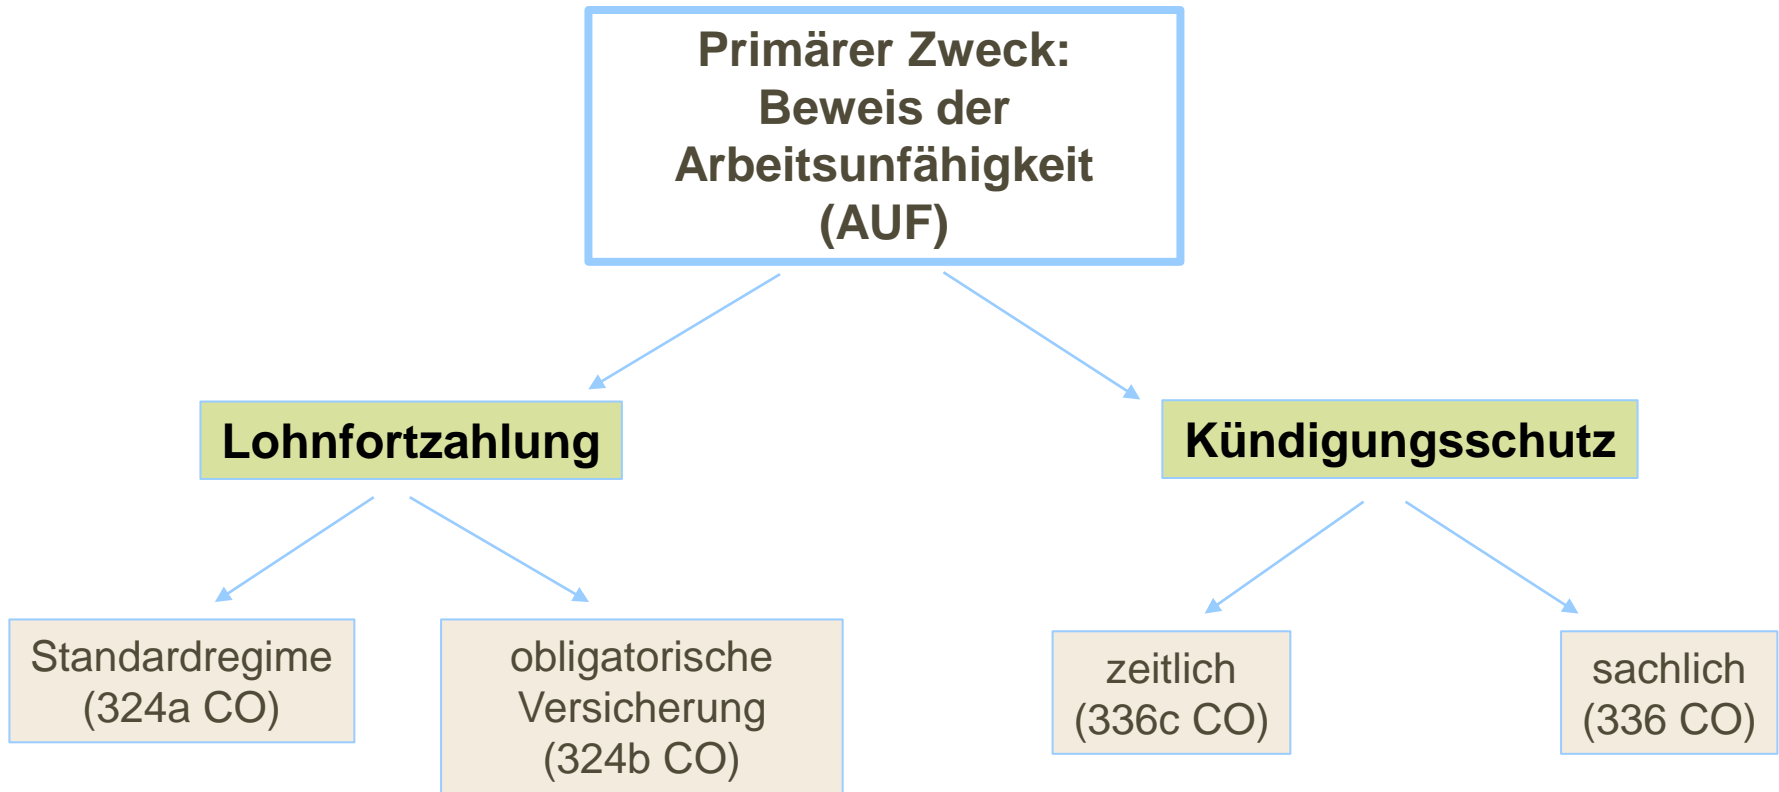 Primärer Zweck:
Beweis der
Arbeitsunfähigkeit
(AUF)
Lohnfortzahlung
Kündigungsschutz
Standardregime
(324a CO)
obligatorische
Versicherung
(324b CO)
zeitlich
(336c CO)
sachlich
(336 CO)